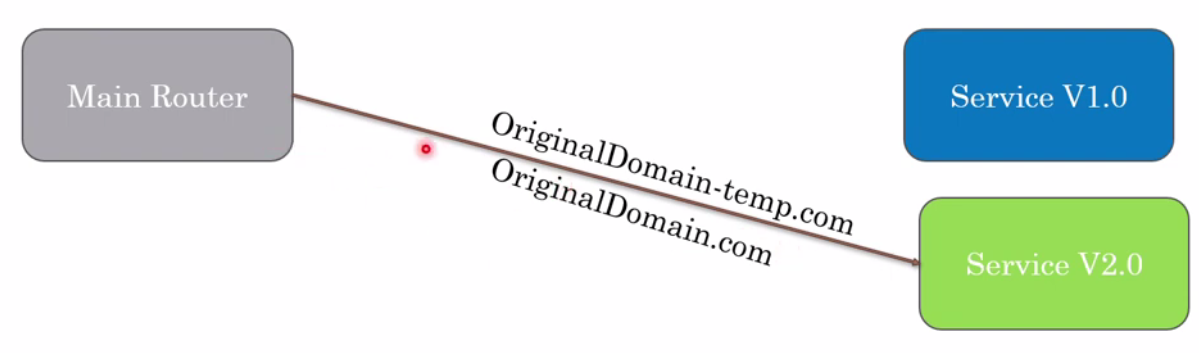 Main Router
Service V1.0
OriginalDomain-temp.com
OriginalDomain.com
Service V2.0